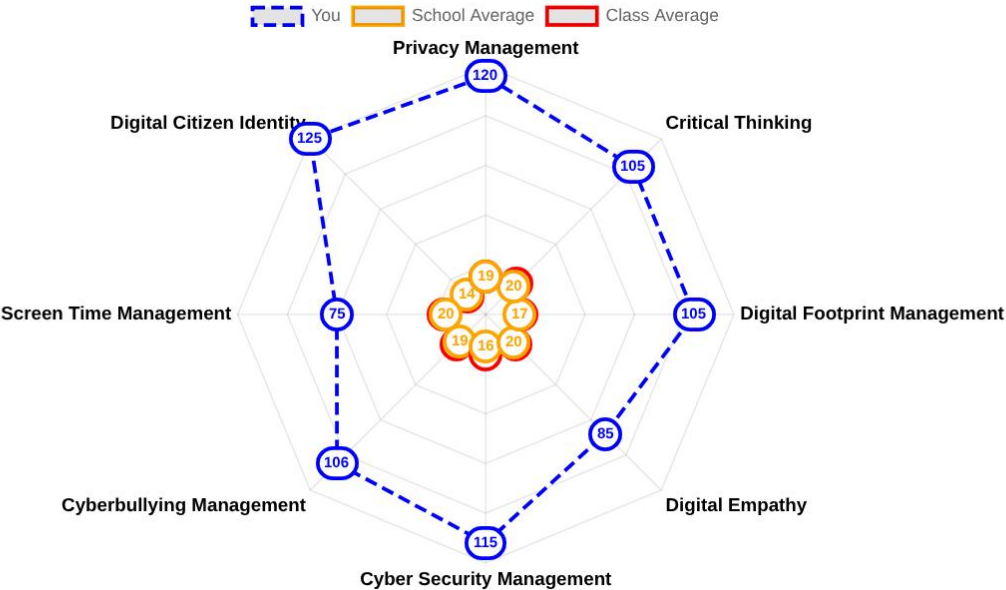 You School Average Class Average
Privacy Management
120
Digital Citizen Identity
Critical Thinking
125
105
19
20
14
Screen Time Management
75
20
17
105
Digital Footprint Management
19
16
20
85
106
Cyberbullying Management
Digital Empathy
115
Cyber Security Management